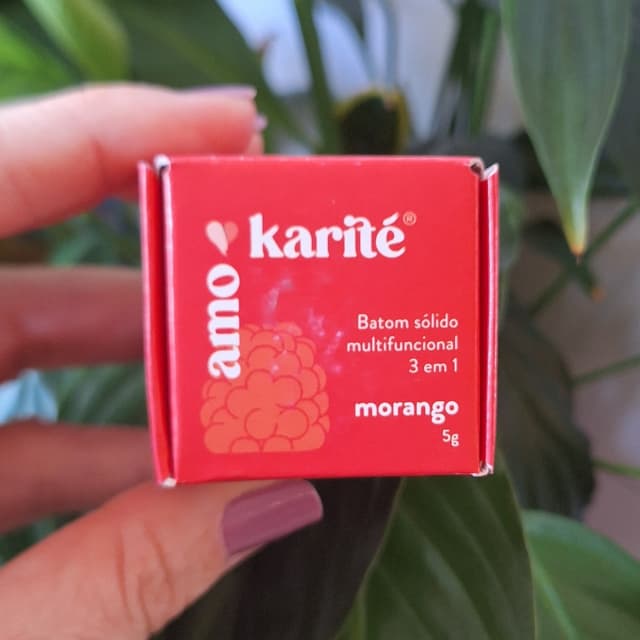 amo
karité®
Batom sólido
multifuncional
3 em 1
morango
5g